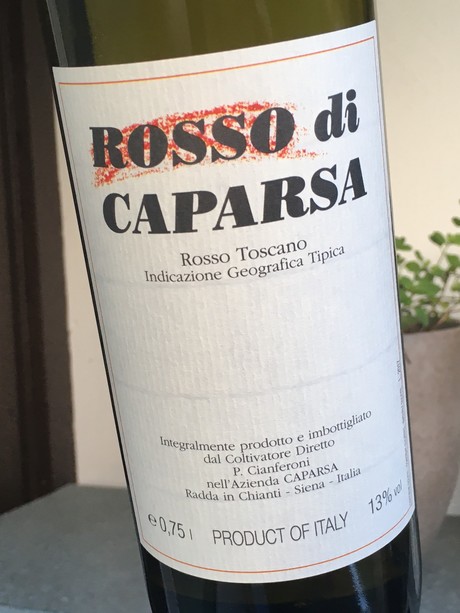 ROSSO di
CAPARSA
Rosso Toscano
Indicazione Geografica Tipica
Integralmente prodotto e imbottigliato
dal Coltivatore Diretto
P. Cianferoni
nell'Azienda CAPARSA
Radda in Chianti - Siena - Italia
e 0,75 l PRODUCT OF ITALY 13% vol